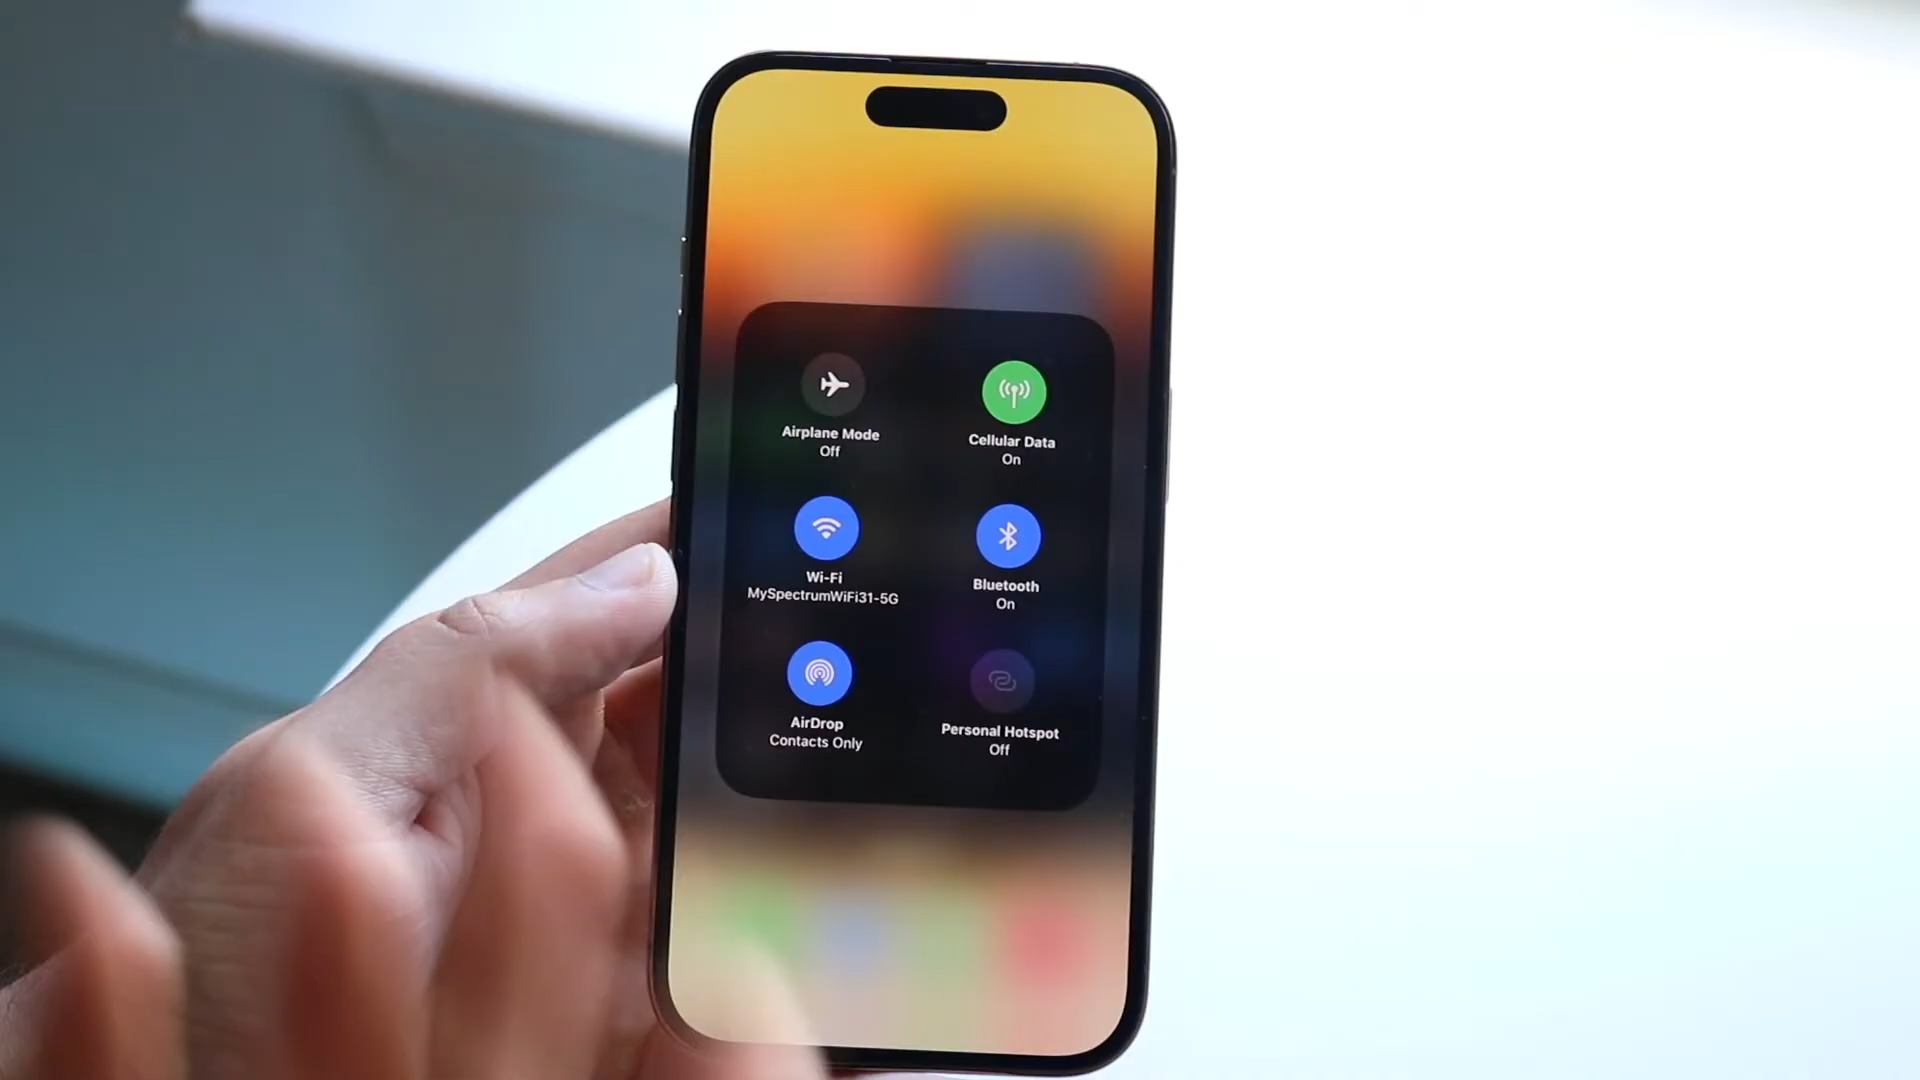 Airplane Mode
Off
Cellular Data
On
Wi-Fi
MySpectrumWiFi31-5G
Bluetooth
On
AirDrop
Contacts Only
Personal Hotspot
Off